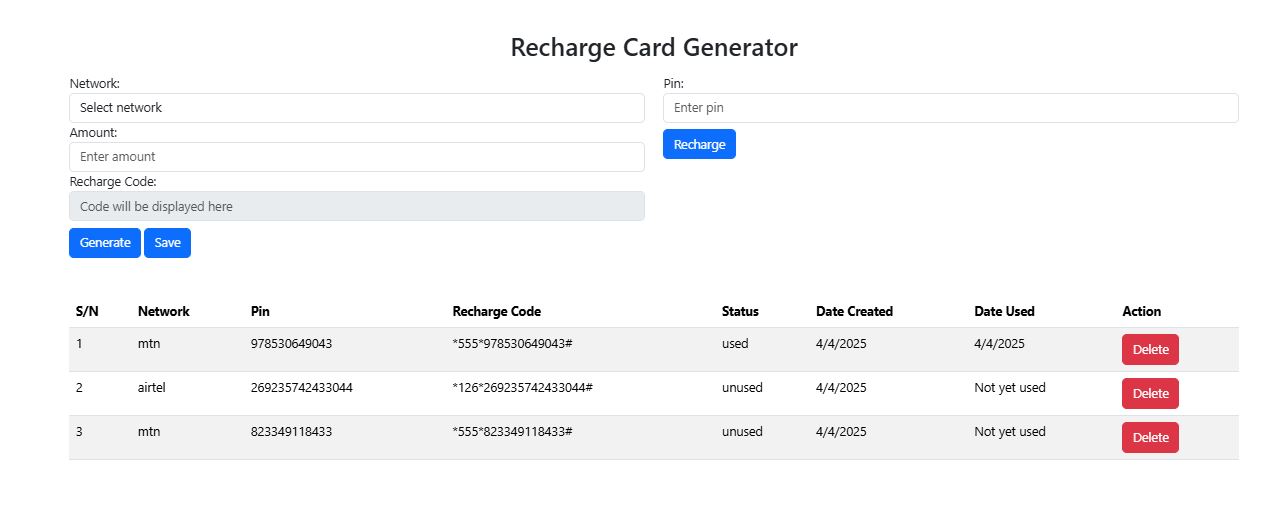 Recharge Card Generator
Network:
Select network
Amount:
Enter amount
Recharge Code:
Code will be displayed here
Generate Save
Pin:
Enter pin
Recharge
S/N Network Pin Recharge Code Status Date Created Date Used Action
1 mtn 978530649043 *555*978530649043# used 4/4/2025 4/4/2025 Delete
2 airtel 269235742433044 *126*269235742433044# unused 4/4/2025 Not yet used Delete
3 mtn 823349118433 *555*823349118433# unused 4/4/2025 Not yet used Delete